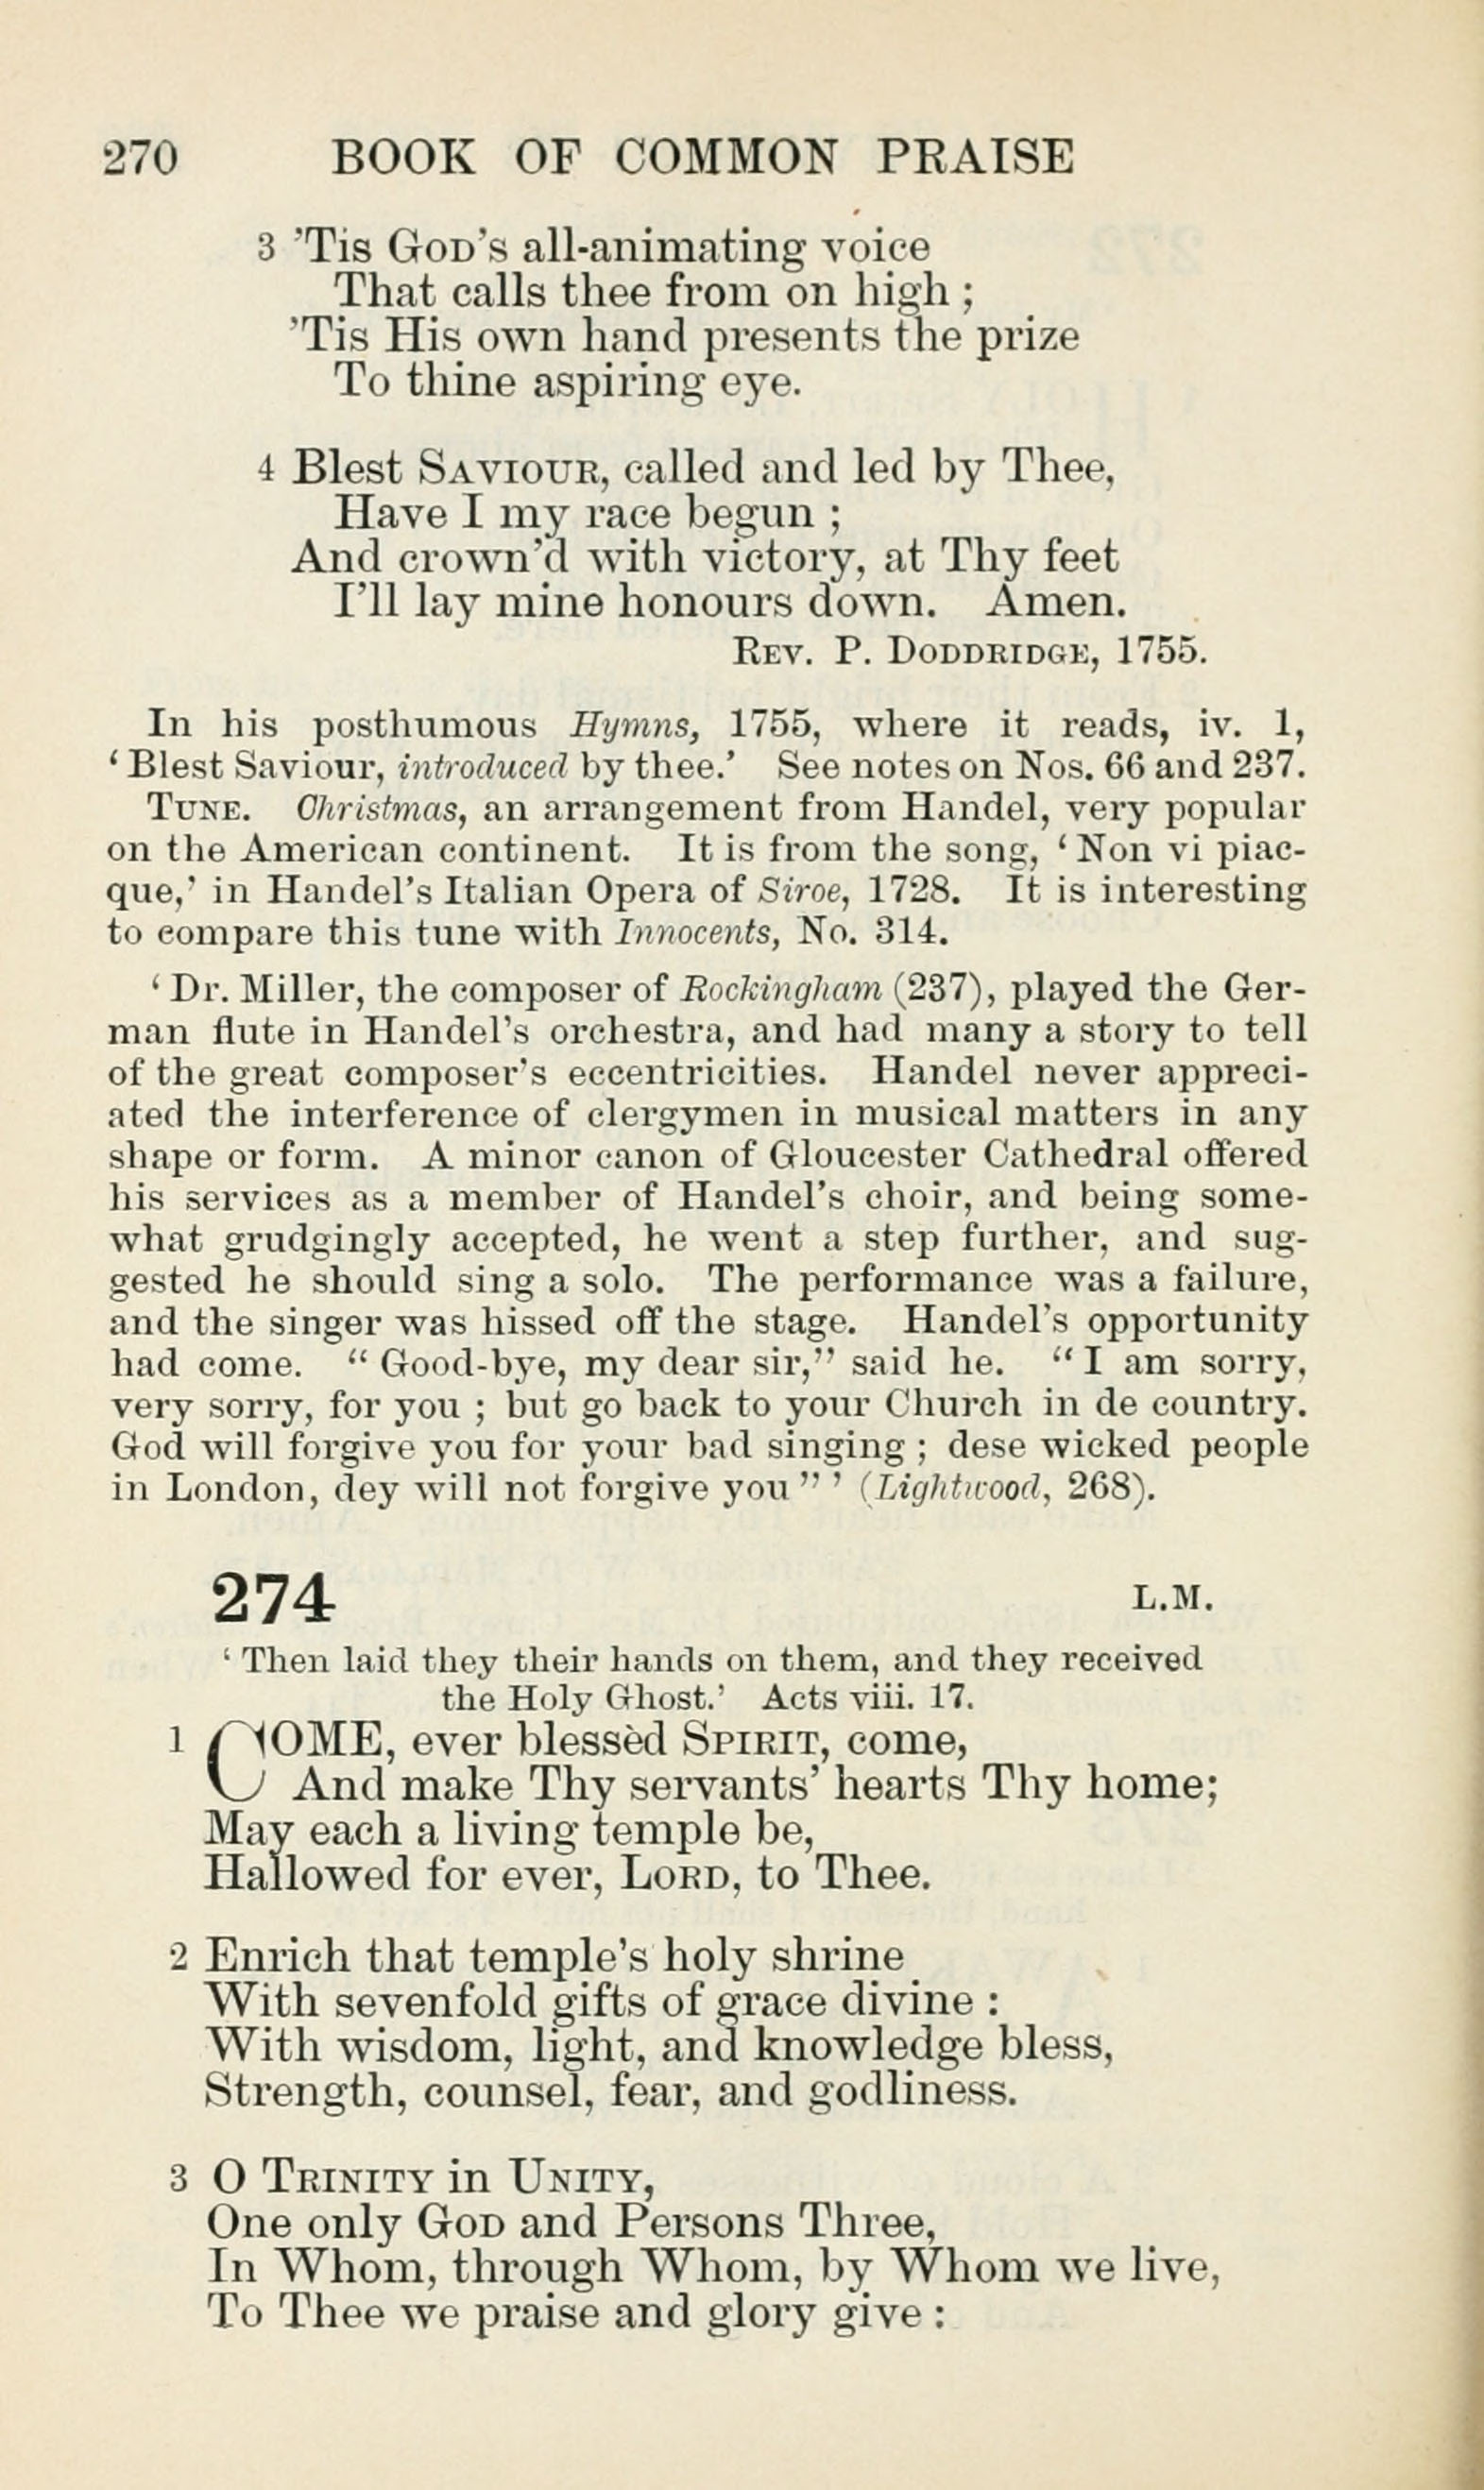 270 BOOK OF COMMON PRAISE
3 ’Tis GOD’S all-animating voice
That calls thee from on high ;
’Tis His own hand presents the prize
To thine aspiring eye.
4 Blest SAVIOUR, called and led by Thee,
Have I my race begun ;
And crown’d with victory, at Thy feet
I’ll lay mine honours down. Amen.
REV. P. DODDRIDGE, 1755.
In his posthumous Hymns, 1755, where it reads, iv. 1,
‘ Blest Saviour, introduced by thee.’ See notes on Nos. 66 and 237.
TUNE. Christmas, an arrangement from Handel, very popular
on the American continent. It is from the song, ‘ Non vi piac-
que,’ in Handel’s Italian Opera of Siroe, 1728. It is interesting
to compare this tune with Innocents, No. 314.
‘ Dr. Miller, the composer of Rockingham (237), played the Ger-
man flute in Handel’s orchestra, and had many a story to tell
of the great composer’s eccentricities. Handel never appreci-
ated the interference of clergymen in musical matters in any
shape or form. A minor canon of Gloucester Cathedral offered
his services as a member of Handel’s choir, and being some-
what grudgingly accepted, he went a step further, and sug-
gested he should sing a solo. The performance was a failure,
and the singer was hissed off the stage. Handel’s opportunity
had come. “ Good-bye, my dear sir,” said he. “ I am sorry,
very sorry, for you ; but go back to your Church in de country.
God will forgive you for your bad singing ; dese wicked people
in London, dey will not forgive you ” ’ (Lightwood, 268).
274 L.M.
‘ Then laid they their hands on them, and they received
the Holy Ghost.’ Acts viii. 17.
1 COME, ever blessèd SPIRIT, come,
And make Thy servants’ hearts Thy home;
May each a living temple be,
Hallowed for ever, LORD, to Thee.
2 Enrich that temple’s holy shrine
With sevenfold gifts of grace divine :
With wisdom, light, and knowledge bless,
Strength, counsel, fear, and godliness.
3 O TRINITY in UNITY,
One only GOD and Persons Three,
In Whom, through Whom, by Whom we live,
To Thee we praise and glory give :